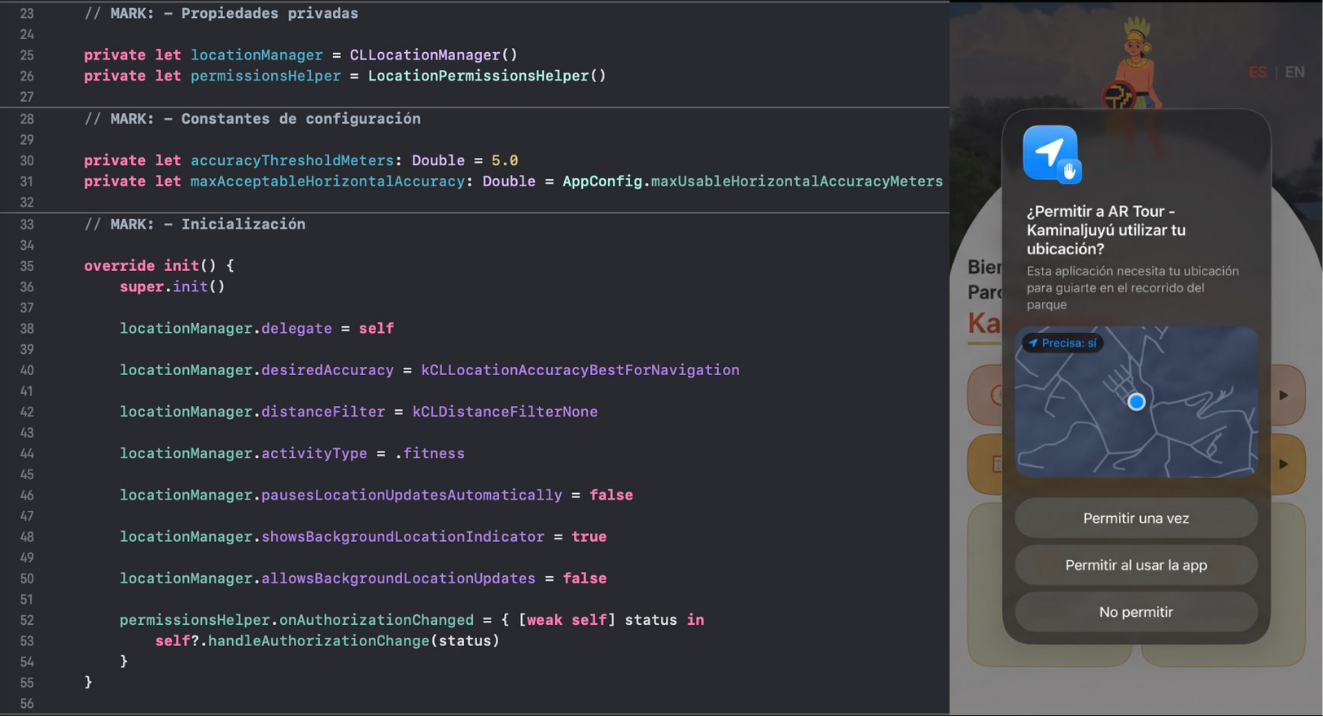 23 // MARK: - Propiedades privadas
24
25 private let locationManager = CLLocationManager()
26 private let permissionsHelper = LocationPermissionsHelper()
27
28 // MARK: - Constantes de configuración
29
30 private let accuracyThresholdMeters: Double = 5.0
31 private let maxAcceptableHorizontalAccuracy: Double = AppConfig.maxUsableHorizontalAccuracyMeters
32
33 // MARK: - Inicialización
34
35 override init() {
36 super.init()
37
38 locationManager.delegate = self
39
40 locationManager.desiredAccuracy = kCLLocationAccuracyBestForNavigation
41
42 locationManager.distanceFilter = kCLDistanceFilterNone
43
44 locationManager.activityType = .fitness
45
46 locationManager.pausesLocationUpdatesAutomatically = false
47
48 locationManager.showsBackgroundLocationIndicator = true
49
50 locationManager.allowsBackgroundLocationUpdates = false
51
52 permissionsHelper.onAuthorizationChanged = { [weak self] status in
53 self?.handleAuthorizationChange(status)
54 }
55 }
56
ES | EN
¿Permitir a AR Tour -
Kaminaljuyú utilizar tu
ubicación?
Esta aplicación necesita tu ubicación
para guiarte en el recorrido del
parque
Bien
Parq
Ka
Precisa: sí
Permitir una vez
Permitir al usar la app
No permitir